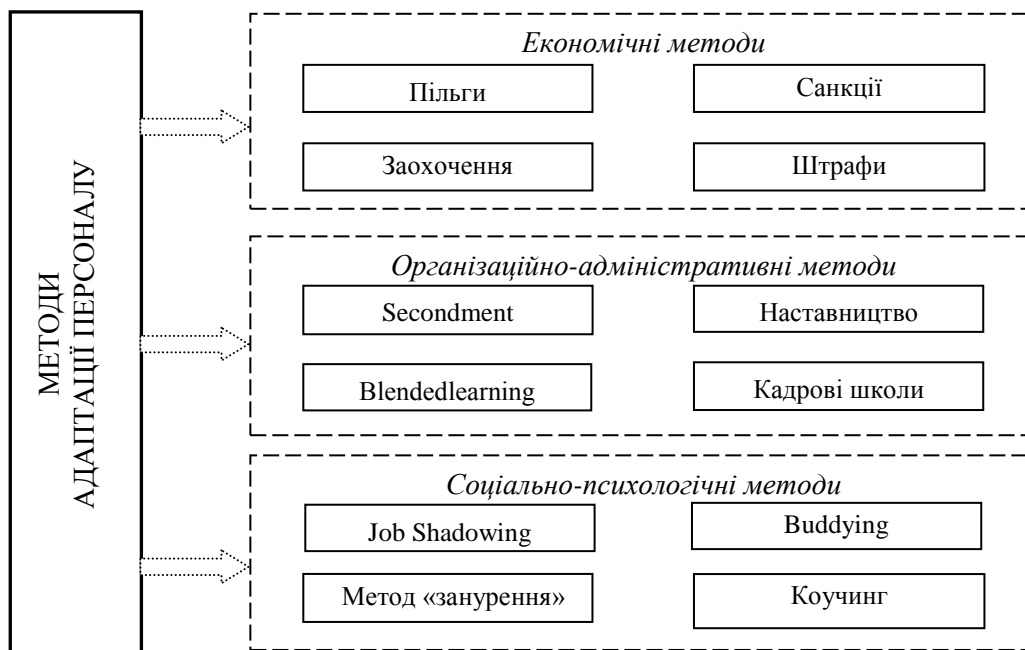 МЕТОДИ
АДАПТАЦІЇ ПЕРСОНАЛУ
Економічні методи
Пільги
Санкції
Заохочення
Штрафи
Організаційно-адміністративні методи
Secondment
Наставництво
Blendedlearning
Кадрові школи
Соціально-психологічні методи
Job Shadowing
Buddying
Метод «занурення»
Коучинг